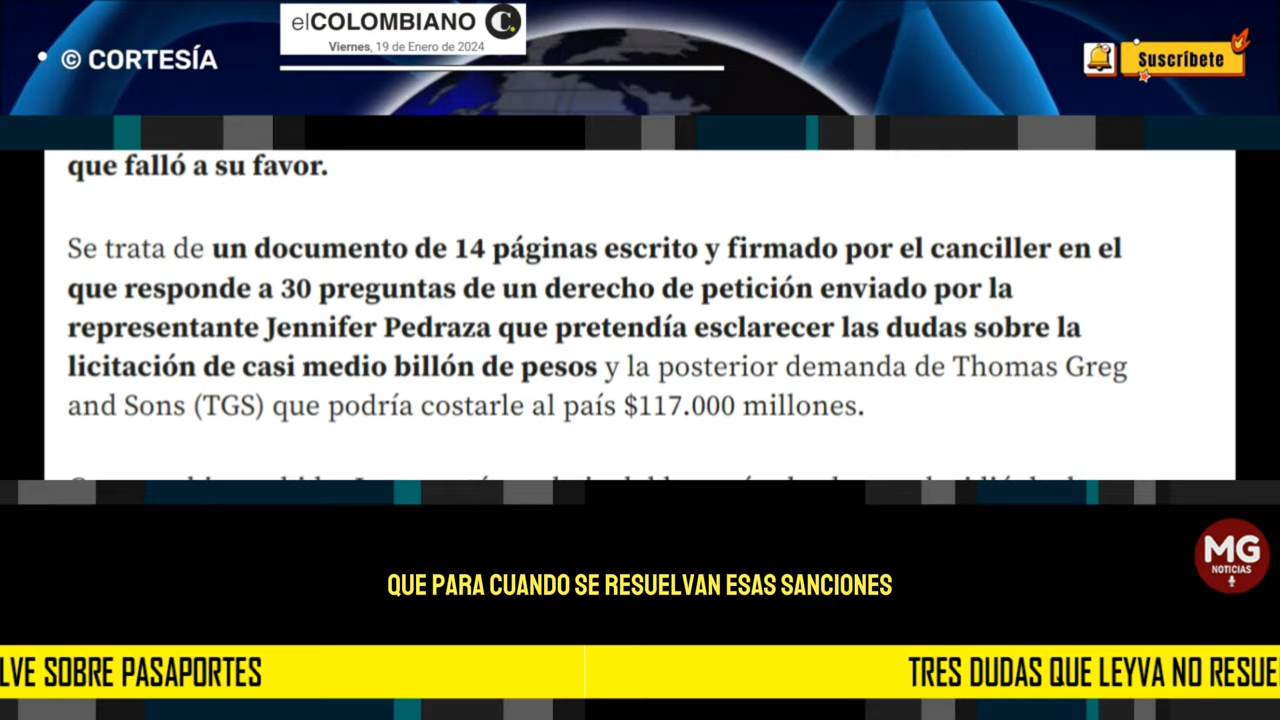 elCOLOMBIANO C.
Viernes, 19 de Enero de 2024
© CORTESÍA
Suscríbete
que falló a su favor.
Se trata de un documento de 14 páginas escrito y firmado por el canciller en el
que responde a 30 preguntas de un derecho de petición enviado por la
representante Jennifer Pedraza que pretendía esclarecer las dudas sobre la
licitación de casi medio billón de pesos y la posterior demanda de Thomas Greg
and Sons (TGS) que podría costarle al país $117.000 millones.
MG
NOTICIAS
QUE PARA CUANDO SE RESUELVAN ESAS SANCIONES
LVE SOBRE PASAPORTES
TRES DUDAS QUE LEYVA NO RESUE